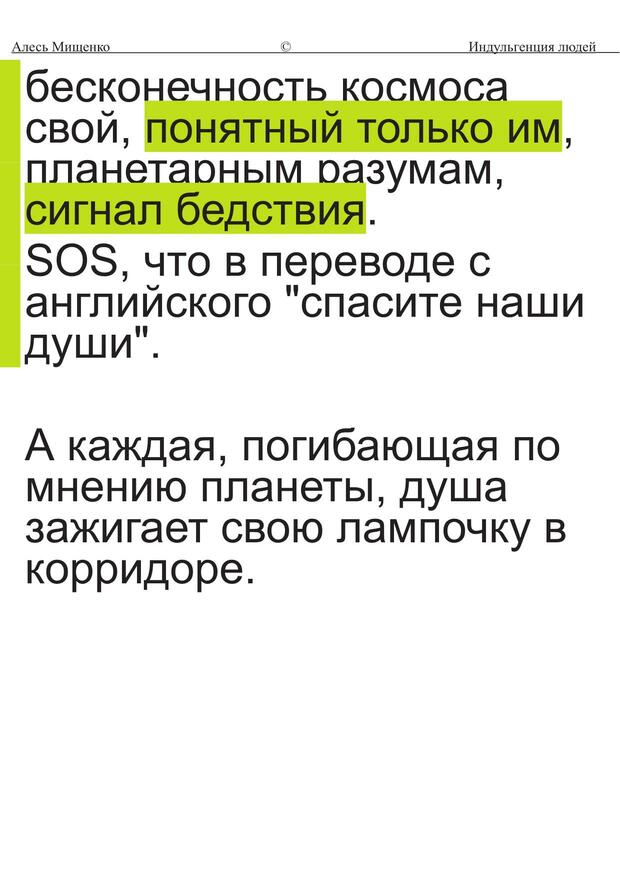 Алесь Мищенко © Индульгенция людей
бесконечность космоса
свой, понятный только им,
планетарным разумам,
сигнал бедствия.
SOS, что в переводе с
английского "спасите наши
души".
А каждая, погибающая по
мнению планеты, душа
зажигает свою лампочку в
корридоре.